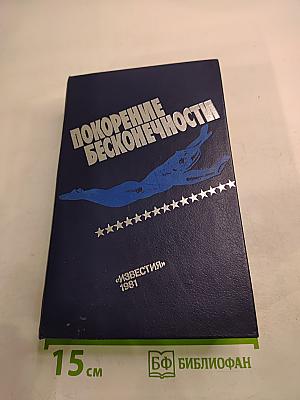 ПОКОРЕНИЕ
БЕСКОНЕЧНОСТИ
«ИЗВЕСТИЯ»
1981
15 см
БФ БИБЛИОФАН